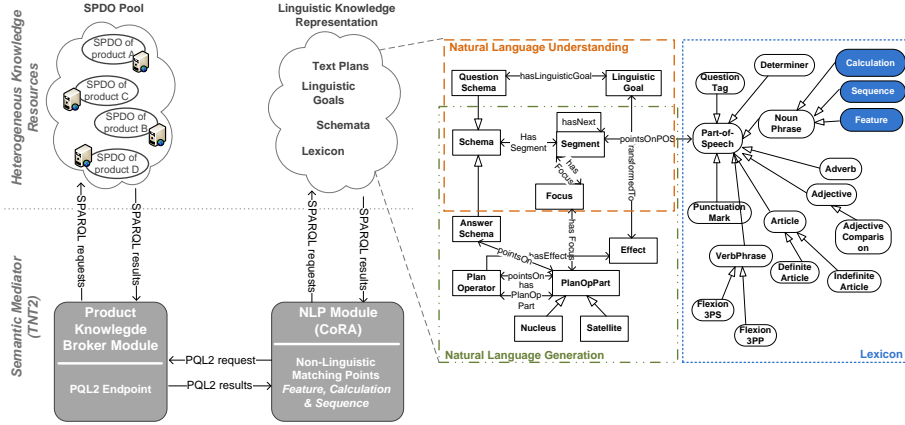 Heterogeneous Knowledge
Resources
Semantic Mediator
(TNT2)
SPDO Pool
SPDO of
product A
SPDO of
product C
SPDO of
product B
SPDO of
product D
Linguistic Knowledge
Representation
Text Plans
Linguistic
Goals
Schemata
Lexicon
SPARQL
requests
SPARQL results
SPARQL requests
SPARQL results
Product
Knowlegde
Broker Module
PQL2 Endpoint
PQL2 request
PQL2 results
NLP Module
(CoRA)
Non-Linguistic
Matching Points
Feature, Calculation
& Sequence
Natural Language Understanding
Question
Schema
hasLinguisticGoal
Linguistic
Goal
hasNext
Schema
Has
Segment
Segment
pointsOnPOS
has
Focus
Focus
TransformedTo
Answer
Schema
has Focus
pointsOn
hasEffect
Effect
Plan
Operator
pointsOn
has
PlanOp
Part
PlanOpPart
Nucleus
Satellite
Natural Language Generation
Question
Tag
Determiner
Calculation
Sequence
Feature
Noun
Phrase
Part-of-
Speech
Adverb
Adjective
Punctuation
Mark
Article
Adjective
Comparis
on
VerbPhrase
Definite
Article
Indefinite
Article
Flexion
3PS
Flexion
3PP
Lexicon